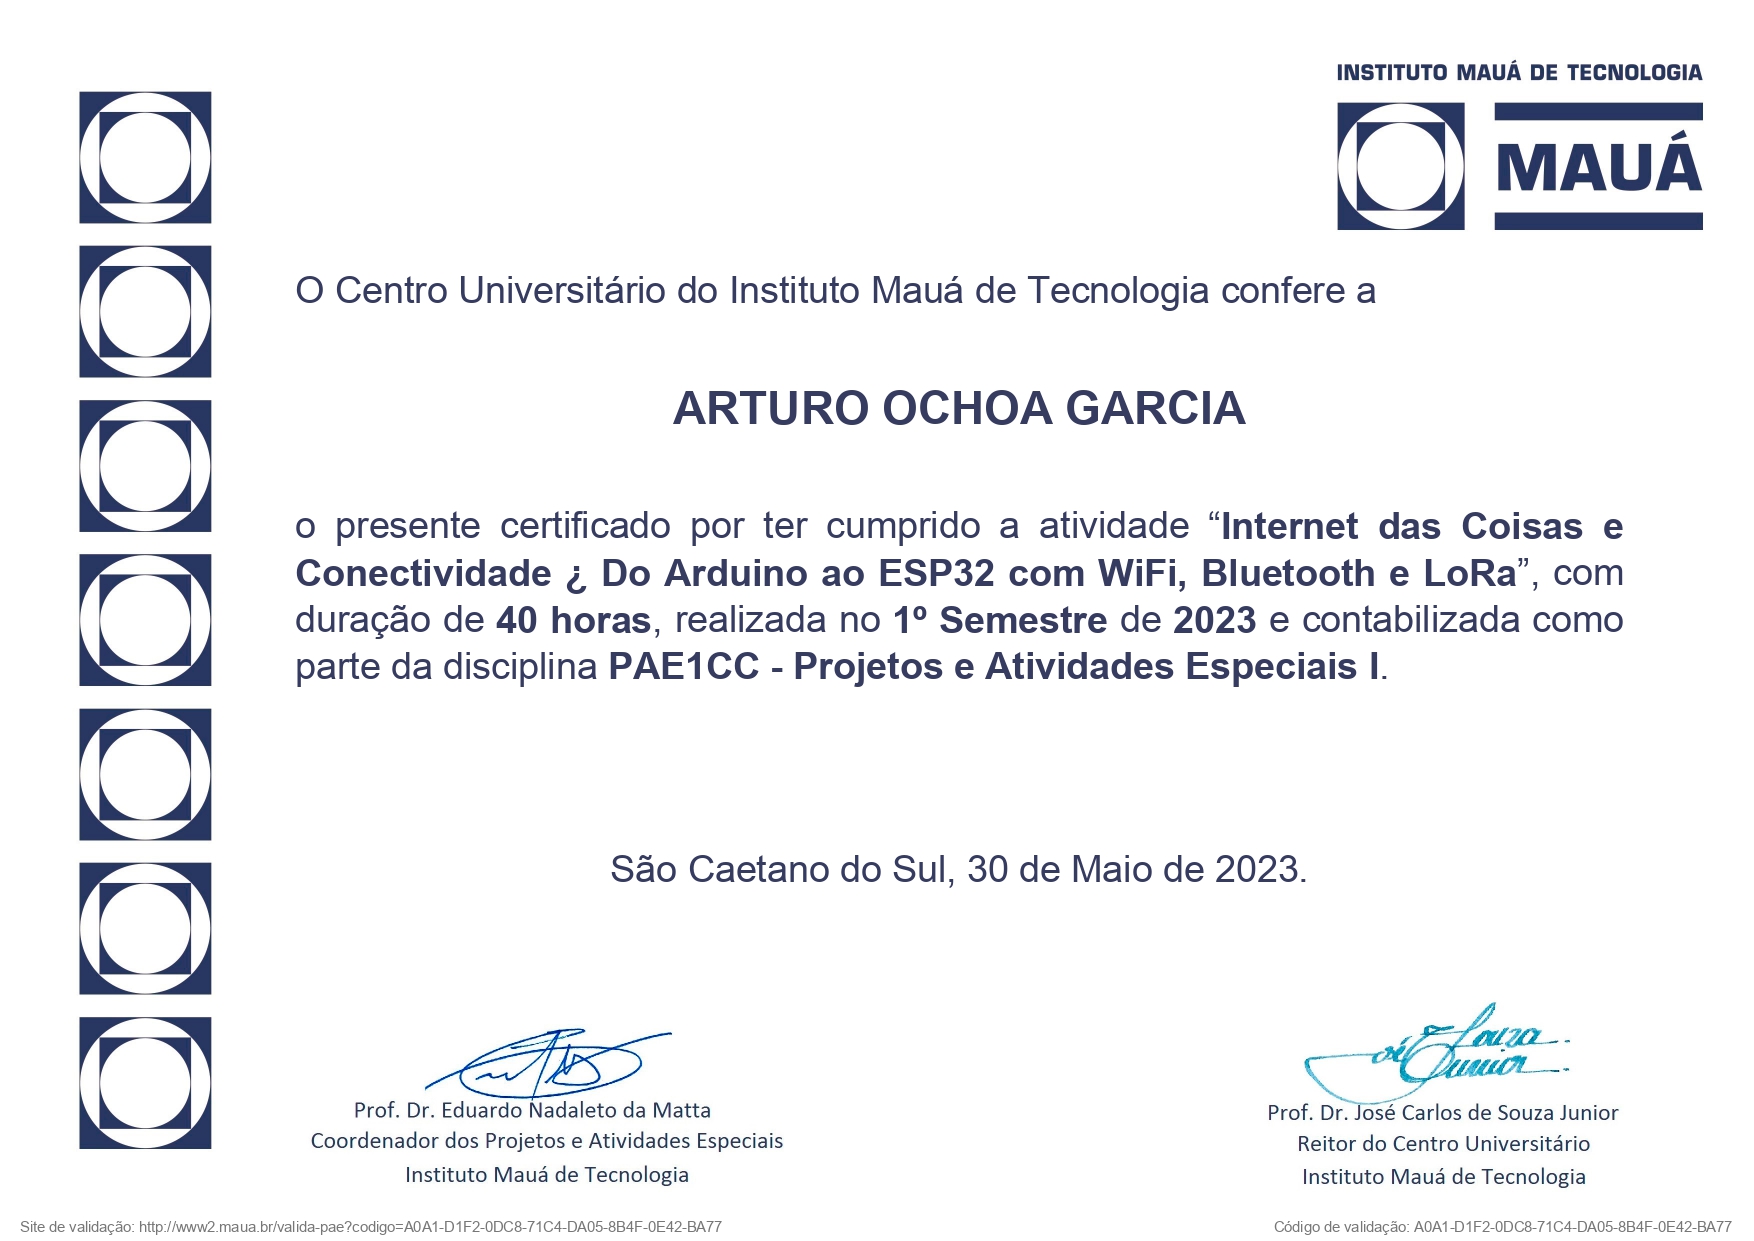 INSTITUTO MAUÁ DE TECNOLOGIA
MAUÁ
O Centro Universitário do Instituto Mauá de Tecnologia confere a
ARTURO OCHOA GARCIA
o presente certificado por ter cumprido a atividade “Internet das Coisas e
Conectividade ¿ Do Arduino ao ESP32 com WiFi, Bluetooth e LoRa”, com
duração de 40 horas, realizada no 1º Semestre de 2023 e contabilizada como
parte da disciplina PAE1CC - Projetos e Atividades Especiais I.
São Caetano do Sul, 30 de Maio de 2023.
Prof. Dr. Eduardo Nadaleto da Matta
Coordenador dos Projetos e Atividades Especiais
Instituto Mauá de Tecnologia
Souza
Junior
Prof. Dr. José Carlos de Souza Junior
Reitor do Centro Universitário
Instituto Mauá de Tecnologia
Site de validação: http://www2.maua.br/valida-pae?codigo=A0A1-D1F2-0DC8-71C4-DA05-8B4F-0E42-BA77
Código de validação: A0A1-D1F2-0DC8-71C4-DA05-8B4F-0E42-BA77